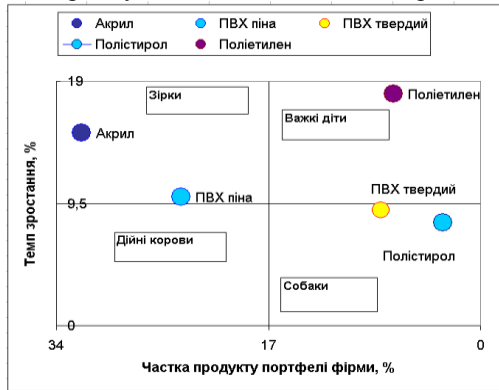 Акрил ПВХ піна ПВХ твердий
Полістирол Поліетилен
19
Зірки
Поліетилен
Важкі діти
Акрил
ПВХ твердий
ПВХ піна
9,5
Дійні корови
Полістирол
Собаки
0
34 17 0
Темп зростання, %
Частка продукту портфелі фірми, %